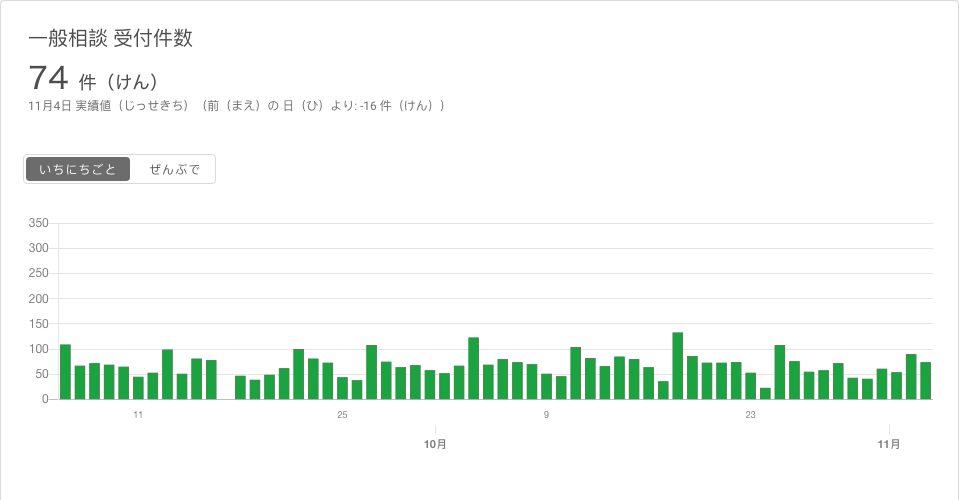 一般相談 受付件数
74 件（けん）
11月4日 実績値（じっせきち）（前（まえ）の 日（ひ）より: -16 件（けん））
いちにちごと ぜんぶで
350
300
250
200
150
100
50
0
11 25 9 23
10月 11月